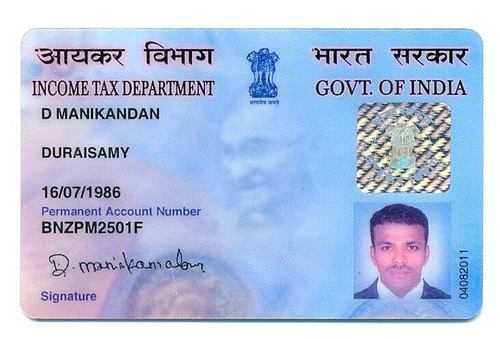 आयकर विभाग
भारत सरकार
INCOME TAX DEPARTMENT
GOVT. OF INDIA
सत्यमेव जयते
D MANIKANDAN
DURAISAMY
16/07/1986
Permanent Account Number
BNZPM2501F
D. manikandan
Signature
04082011